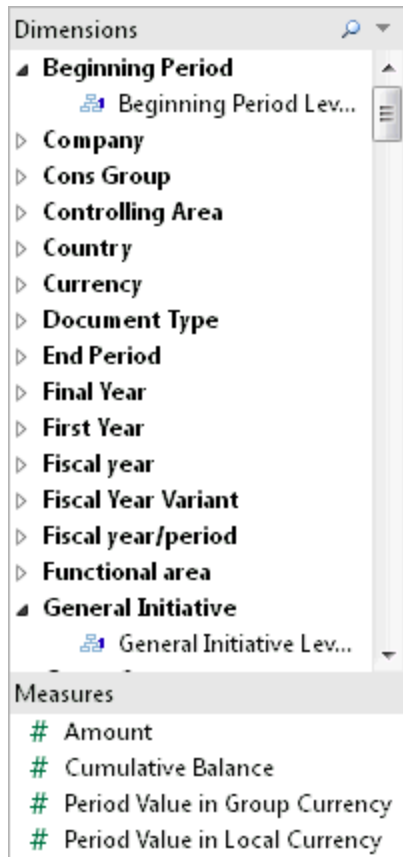 Dimensions
Beginning Period
Beginning Period Lev...
Company
Cons Group
Controlling Area
Country
Currency
Document Type
End Period
Final Year
First Year
Fiscal year
Fiscal Year Variant
Fiscal year/period
Functional area
General Initiative
General Initiative Lev...
Measures
# Amount
# Cumulative Balance
# Period Value in Group Currency
# Period Value in Local Currency